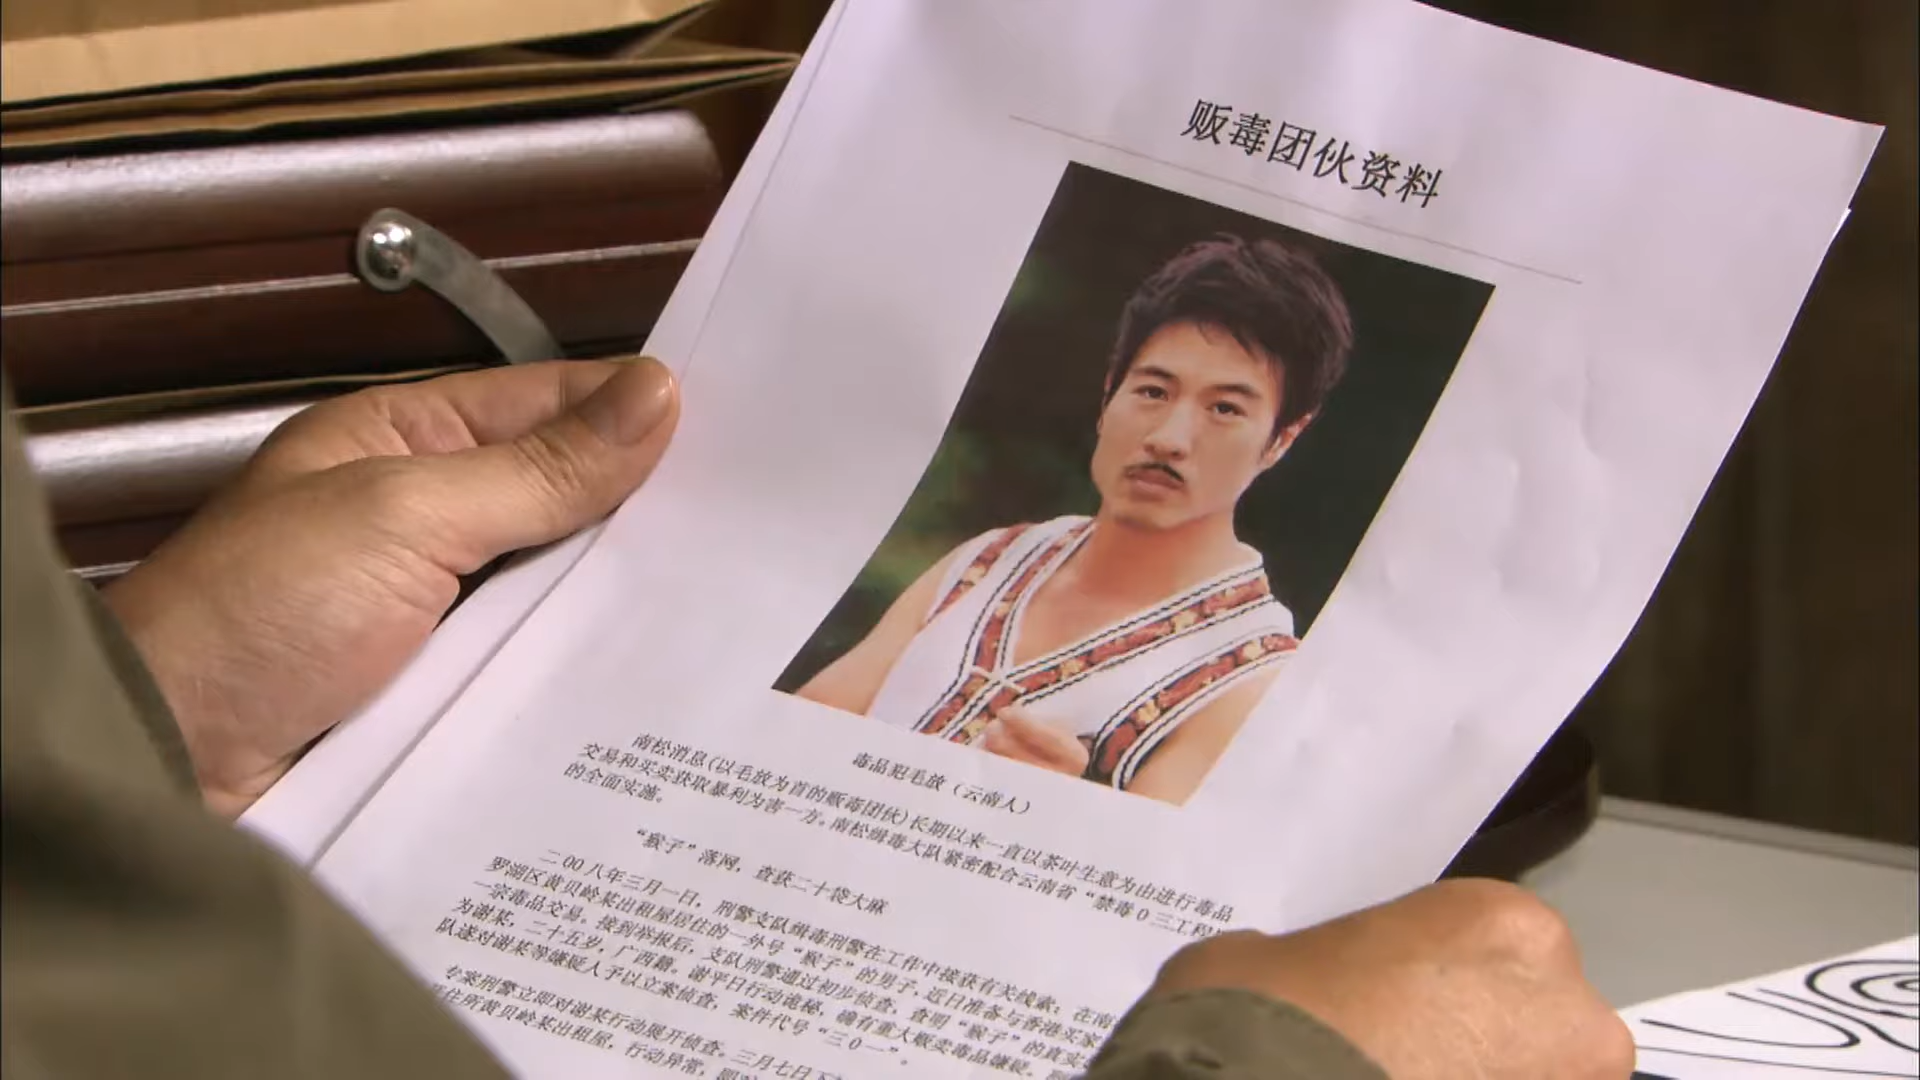 贩毒团伙资料
毒品犯毛放（云南人）
南松消息（以毛放为首的贩毒团伙）长期以来一直以茶叶生意为由进行毒品
交易和买卖获取暴利为害一方。南松缉毒大队紧密配合云南省“禁毒0三工程
的全面实施。
“猴子”落网，查获二十袋大麻
二00八年三月一日，刑警支队缉毒刑警在工作中接获有关线索：在南
罗湖区黄贝岭某出租屋居住的一外号“猴子”的男子，近日准备与香港买家
一宗毒品交易。接到举报后，支队刑警通过初步侦查，查明“猴子”的真实
为谢某，二十五岁，广西籍。谢平日行动诡秘，确有重大贩卖毒品嫌疑。
队遂对谢某等嫌疑人予以立案侦查，案件代号“三0一”。
专案刑警立即对谢某行动展开侦查。三月七日下
住所黄贝岭某出租屋，行动异常，